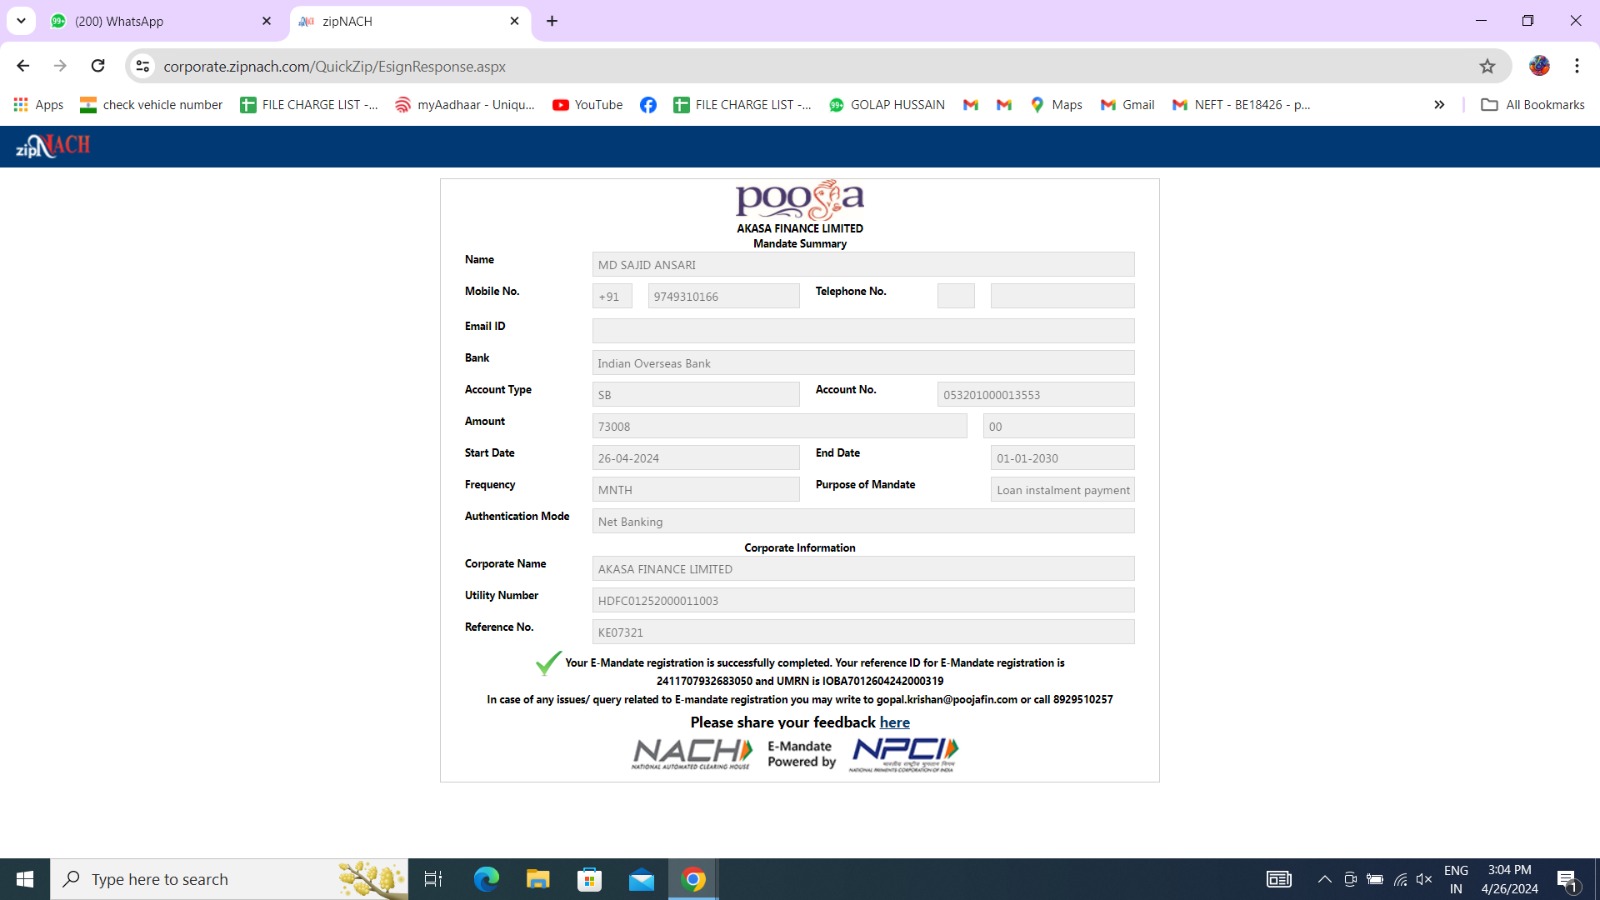 (200) WhatsApp
zipNACH
corporate.zipnach.com/QuickZip/EsignResponse.aspx
Apps check vehicle number FILE CHARGE LIST -... myAadhaar - Uniqu... YouTube FILE CHARGE LIST -... GOLAP HUSSAIN Maps Gmail NEFT - BE18426 - p... » All Bookmarks
zipNACH
pooja
AKASA FINANCE LIMITED
Mandate Summary
Name MD SAJID ANSARI
Mobile No. +91 9749310166 Telephone No.
Email ID
Bank Indian Overseas Bank
Account Type SB Account No. 053201000013553
Amount 73008 00
Start Date 26-04-2024 End Date 01-01-2030
Frequency MNTH Purpose of Mandate Loan instalment payment
Authentication Mode Net Banking
Corporate Information
Corporate Name AKASA FINANCE LIMITED
Utility Number HDFC01252000011003
Reference No. KE07321
Your E-Mandate registration is successfully completed. Your reference ID for E-Mandate registration is
2411707932683050 and UMRN is IOBA7012604242000319
In case of any issues/ query related to E-mandate registration you may write to gopal.krishan@poojafin.com or call 8929510257
Please share your feedback here
NACH E-Mandate NPCI
NATIONAL AUTOMATED CLEARING HOUSE Powered by भारतीय राष्ट्रीय भुगतान निगम
NATIONAL PAYMENTS CORPORATION OF INDIA
Type here to search
ENG 3:04 PM
IN 4/26/2024 1